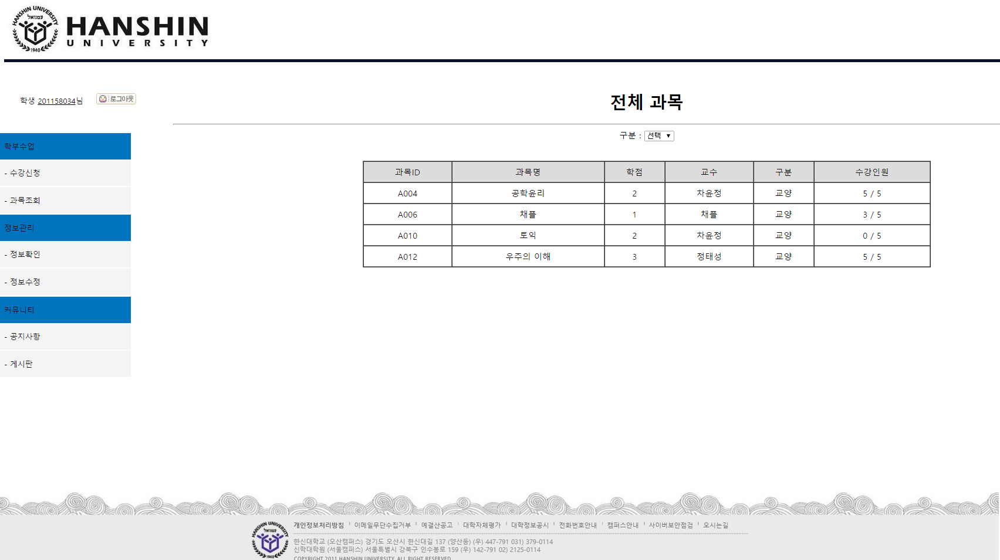 HANSHIN UNIVERSITY
עמנואל
1940
HANSHIN
UNIVERSITY
학생 201158034님
로그아웃
전체 과목
구분 : 선택 ▼
학부수업
- 수강신청
- 과목조회
정보관리
- 정보확인
- 정보수정
커뮤니티
- 공지사항
- 게시판
과목ID 과목명 학점 교수 구분 수강인원
A004 공학윤리 2 차윤정 교양 5 / 5
A006 채플 1 채플 교양 3 / 5
A010 토익 2 차윤정 교양 0 / 5
A012 우주의 이해 3 정태성 교양 5 / 5
HANSHIN UNIVERSITY
עמנואל
1940
개인정보처리방침 이메일무단수집거부 예결산공고 대학자체평가 대학정보공시 전화번호안내 캠퍼스안내 사이버보안점검 오시는길
한신대학교 (오산캠퍼스) 경기도 오산시 한신대길 137 (양산동) (우) 447-791 031) 379-0114
신학대학원 (서울캠퍼스) 서울특별시 강북구 인수봉로 159 (우) 142-791 02) 2125-0114
COPYRIGHT 2011 HANSHIN UNIVERSITY. ALL RIGHT RESERVED